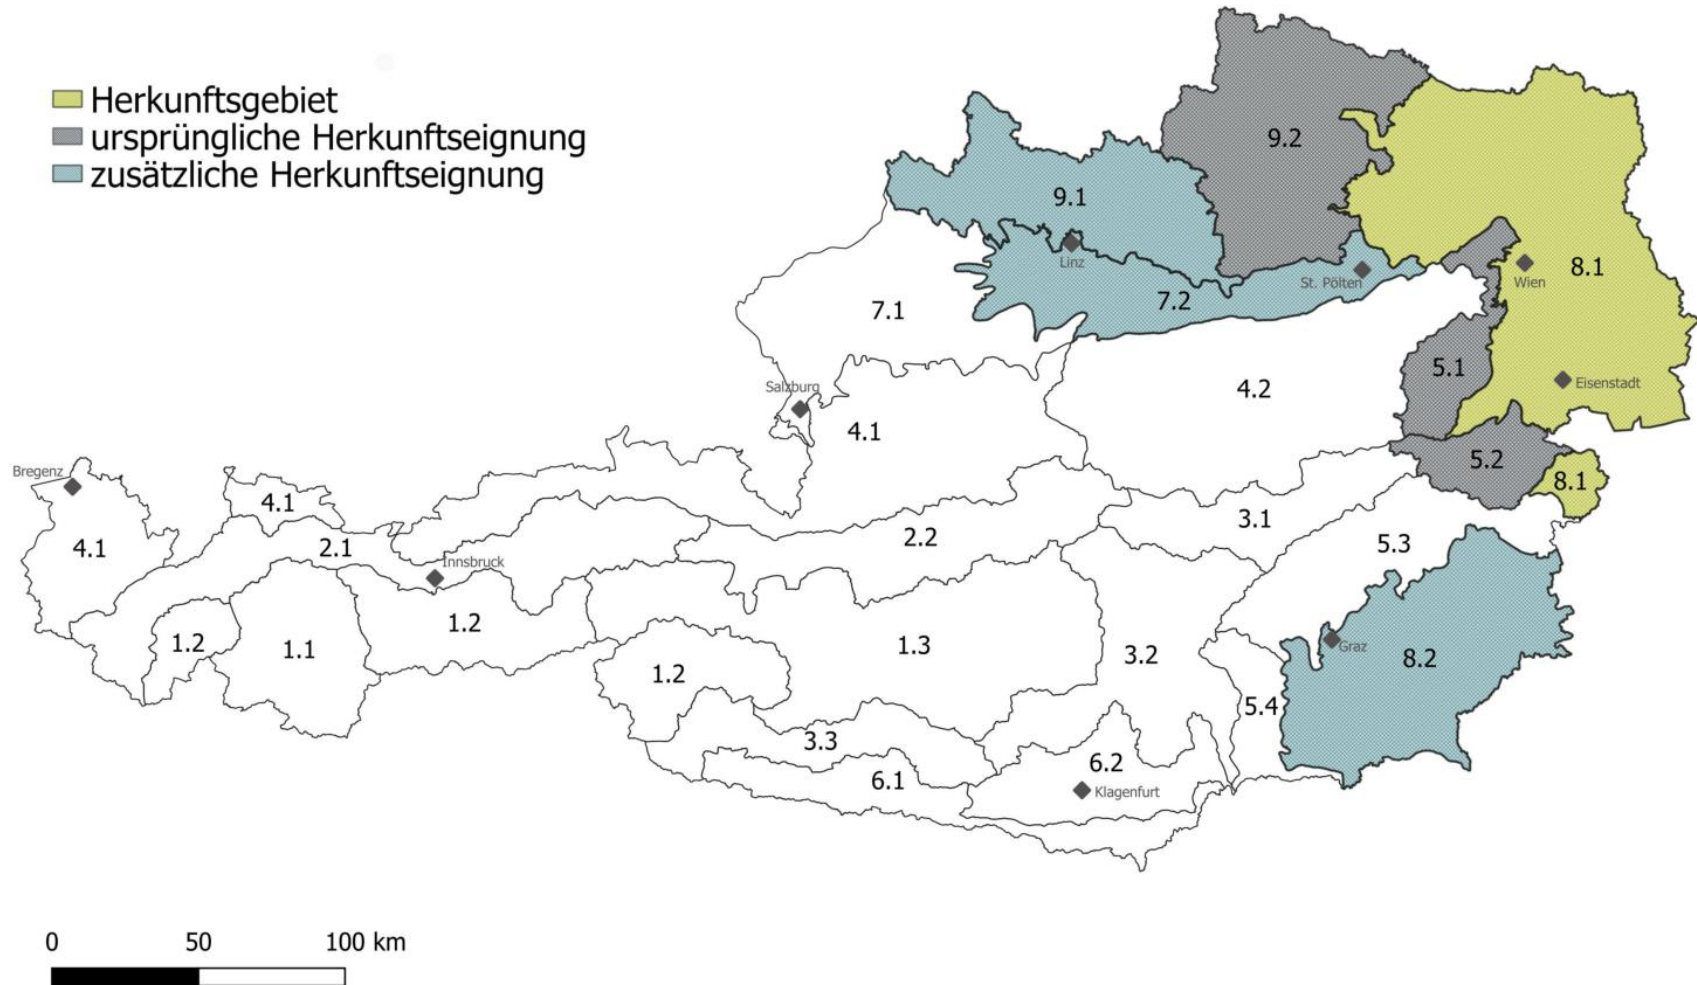 Herkunftsgebiet
ursprüngliche Herkunftseignung
zusätzliche Herkunftseignung
9.2
9.1
Linz
St. Pölten
Wien
8.1
7.2
7.1
5.1
Eisenstadt
Salzburg
4.2
4.1
5.2
8.1
Bregenz
4.1
4.1
2.1
Innsbruck
2.2
3.1
5.3
1.2
1.1
1.2
1.2
1.3
3.2
Graz
8.2
5.4
3.3
6.1
6.2
Klagenfurt
0 50 100 km